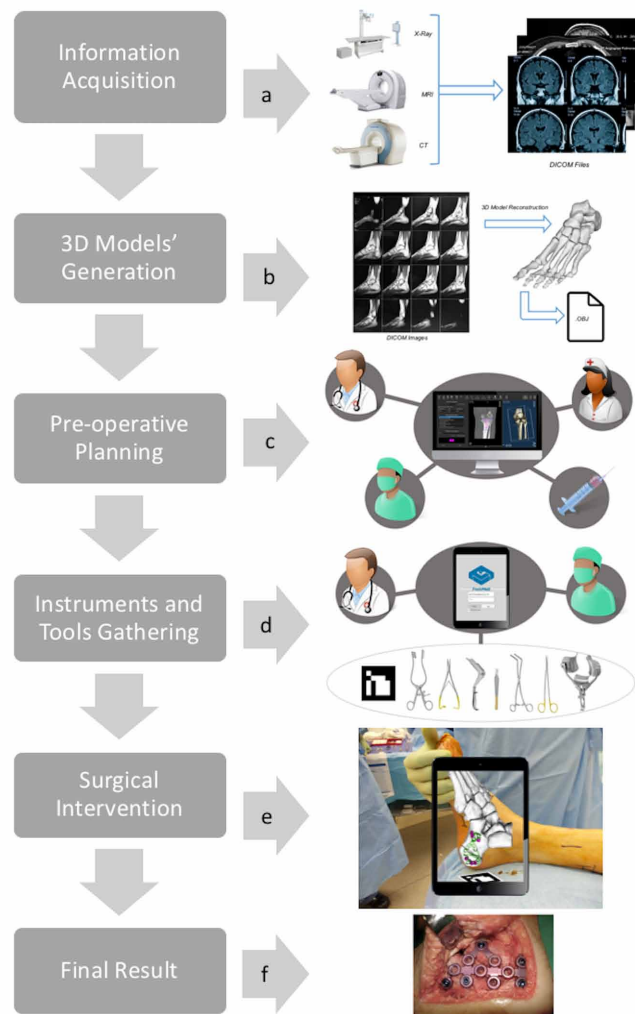 Information
Acquisition
a
X-Ray
MRI
CT
DICOM Files
3D Models'
Generation
b
3D Model Reconstruction
DICOM Images
.OBJ
Pre-operative
Planning
c
Instruments and
Tools Gathering
d
Surgical
Intervention
e
Final Result
f